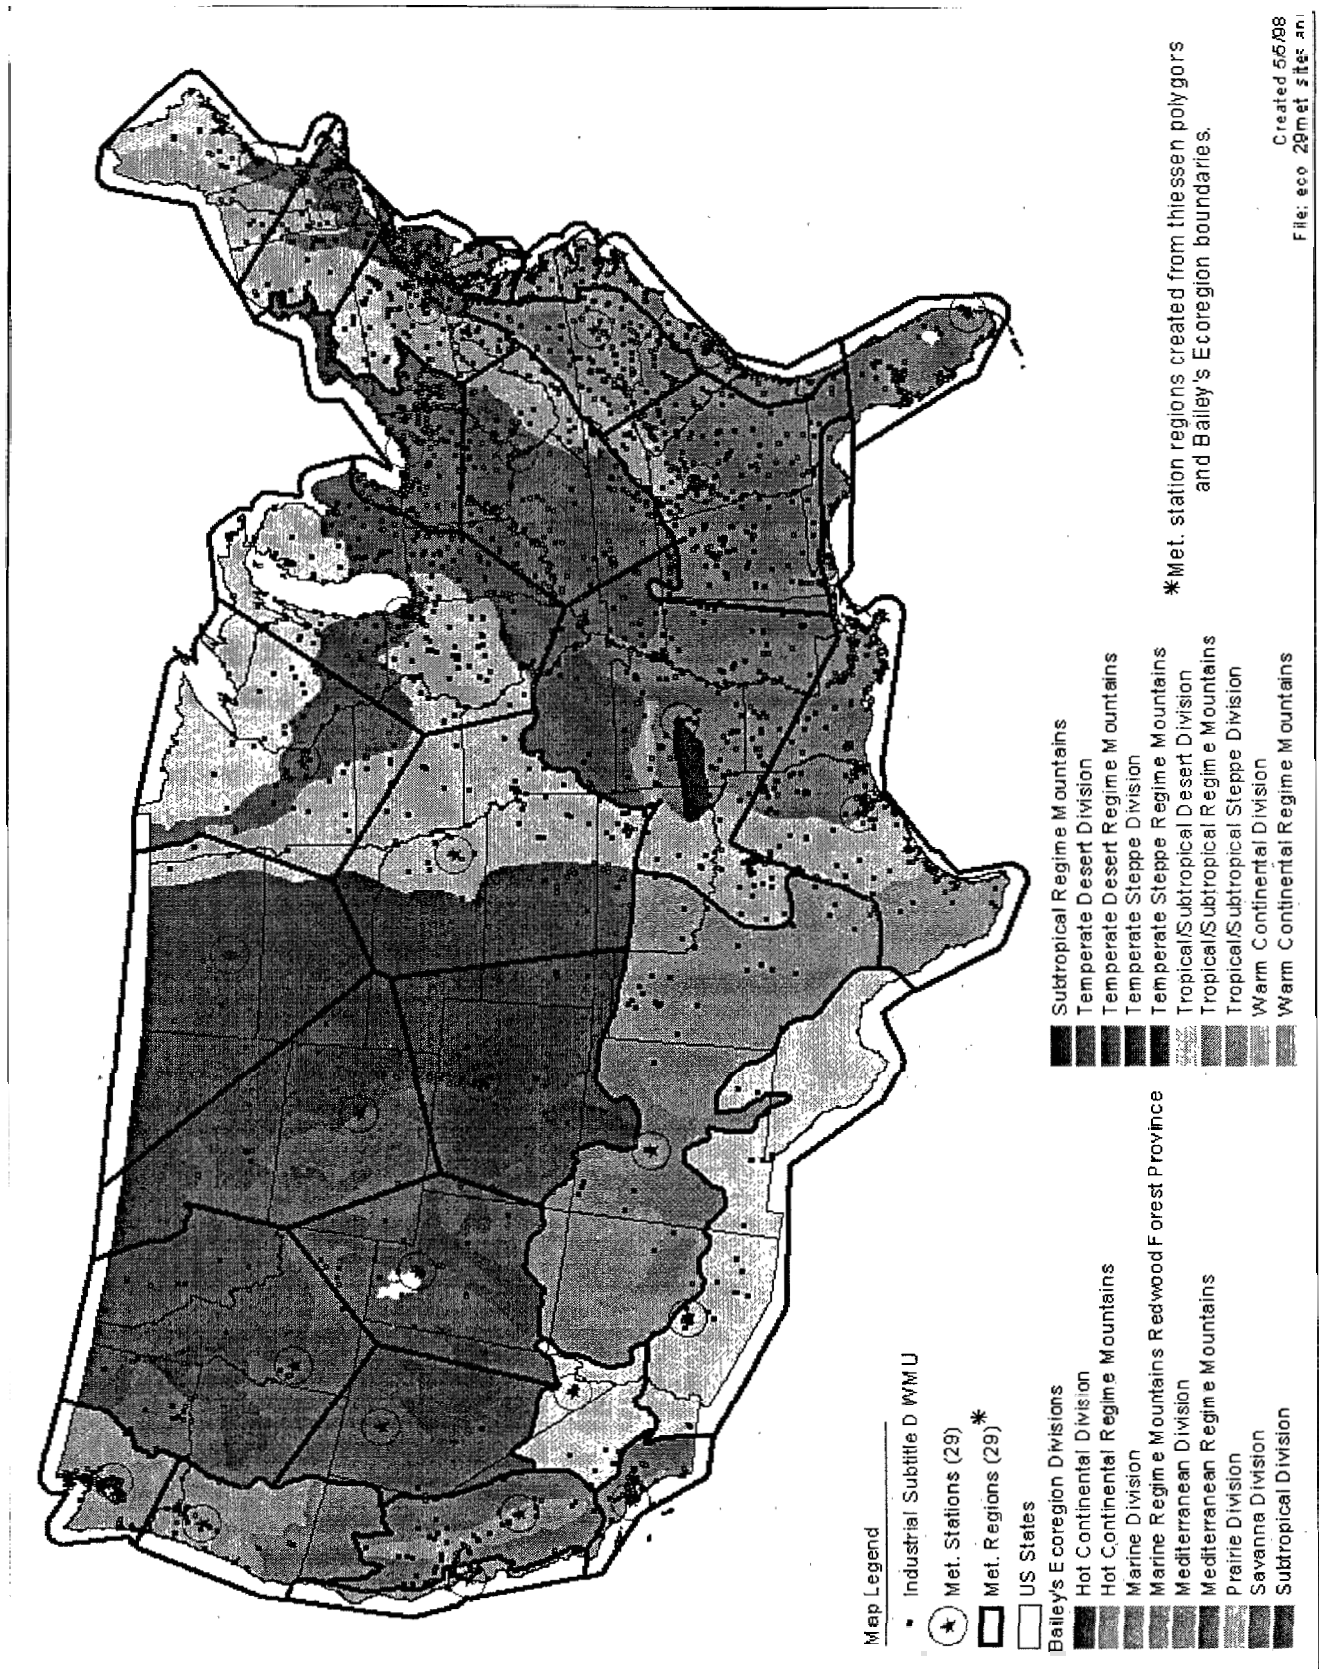 Map Legend
Industrial Subtitle D WMU
Met. Stations (29)
Met. Regions (29)*
US States
Bailey's Ecoregion Divisions
Hot Continental Division
Hot Continental Regime Mountains
Marine Division
Marine Regime Mountains Redwood Forest Province
Mediterranean Division
Mediterranean Regime Mountains
Prairie Division
Savanna Division
Subtropical Division
Subtropical Regime Mountains
Temperate Desert Division
Temperate Desert Regime Mountains
Temperate Steppe Division
Temperate Steppe Regime Mountains
Tropical/Subtropical Desert Division
Tropical/Subtropical Regime Mountains
Tropical/Subtropical Steppe Division
Warm Continental Division
Warm Continental Regime Mountains
*Met. station regions created from thiessen polygors
and Bailey's Ecoregion boundaries.
Created 5/5/98
File: eco 29met sites